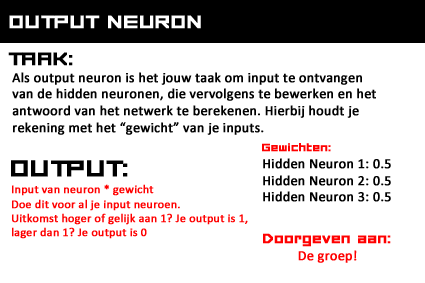 OUTPUT NEURON
TAAK:
Als output neuron is het jouw taak om input te ontvangen
van de hidden neuronen, die vervolgens te bewerken en het
antwoord van het netwerk te berekenen. Hierbij houdt je
rekening met het “gewicht” van je inputs.
OUTPUT:
Input van neuron * gewicht
Doe dit voor al je input neuroen.
Uitkomst hoger of gelijk aan 1? Je output is 1,
lager dan 1? Je output is 0
Gewichten:
Hidden Neuron 1: 0.5
Hidden Neuron 2: 0.5
Hidden Neuron 3: 0.5
Doorgeven aan:
De groep!